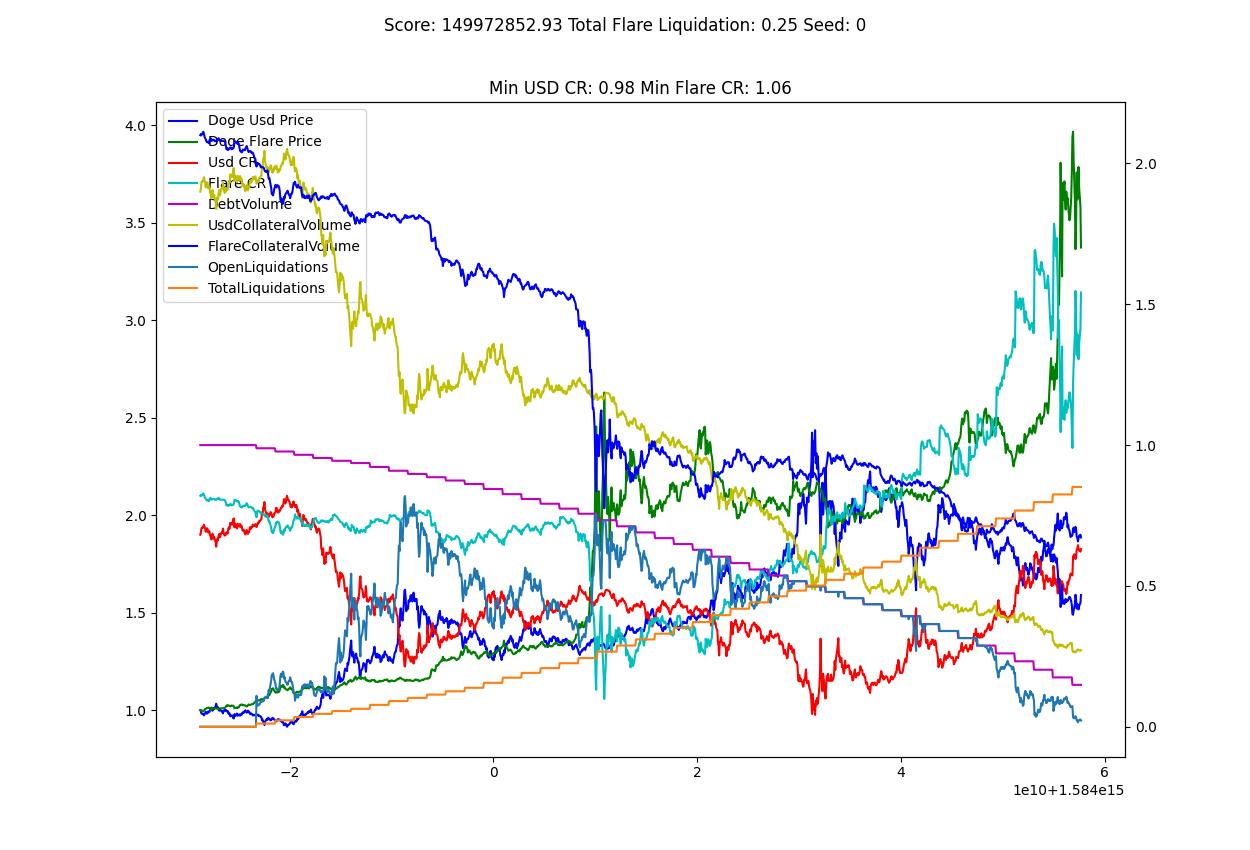 Score: 149972852.93 Total Flare Liquidation: 0.25 Seed: 0
Min USD CR: 0.98 Min Flare CR: 1.06
Doge Usd Price
Doge Flare Price
Usd CR
Flare CR
DebtVolume
UsdCollateralVolume
FlareCollateralVolume
OpenLiquidations
TotalLiquidations
4.0
3.5
3.0
2.5
2.0
1.5
1.0
2.0
1.5
1.0
0.5
0.0
−2
0
2
4
6
1e10+1.584e15